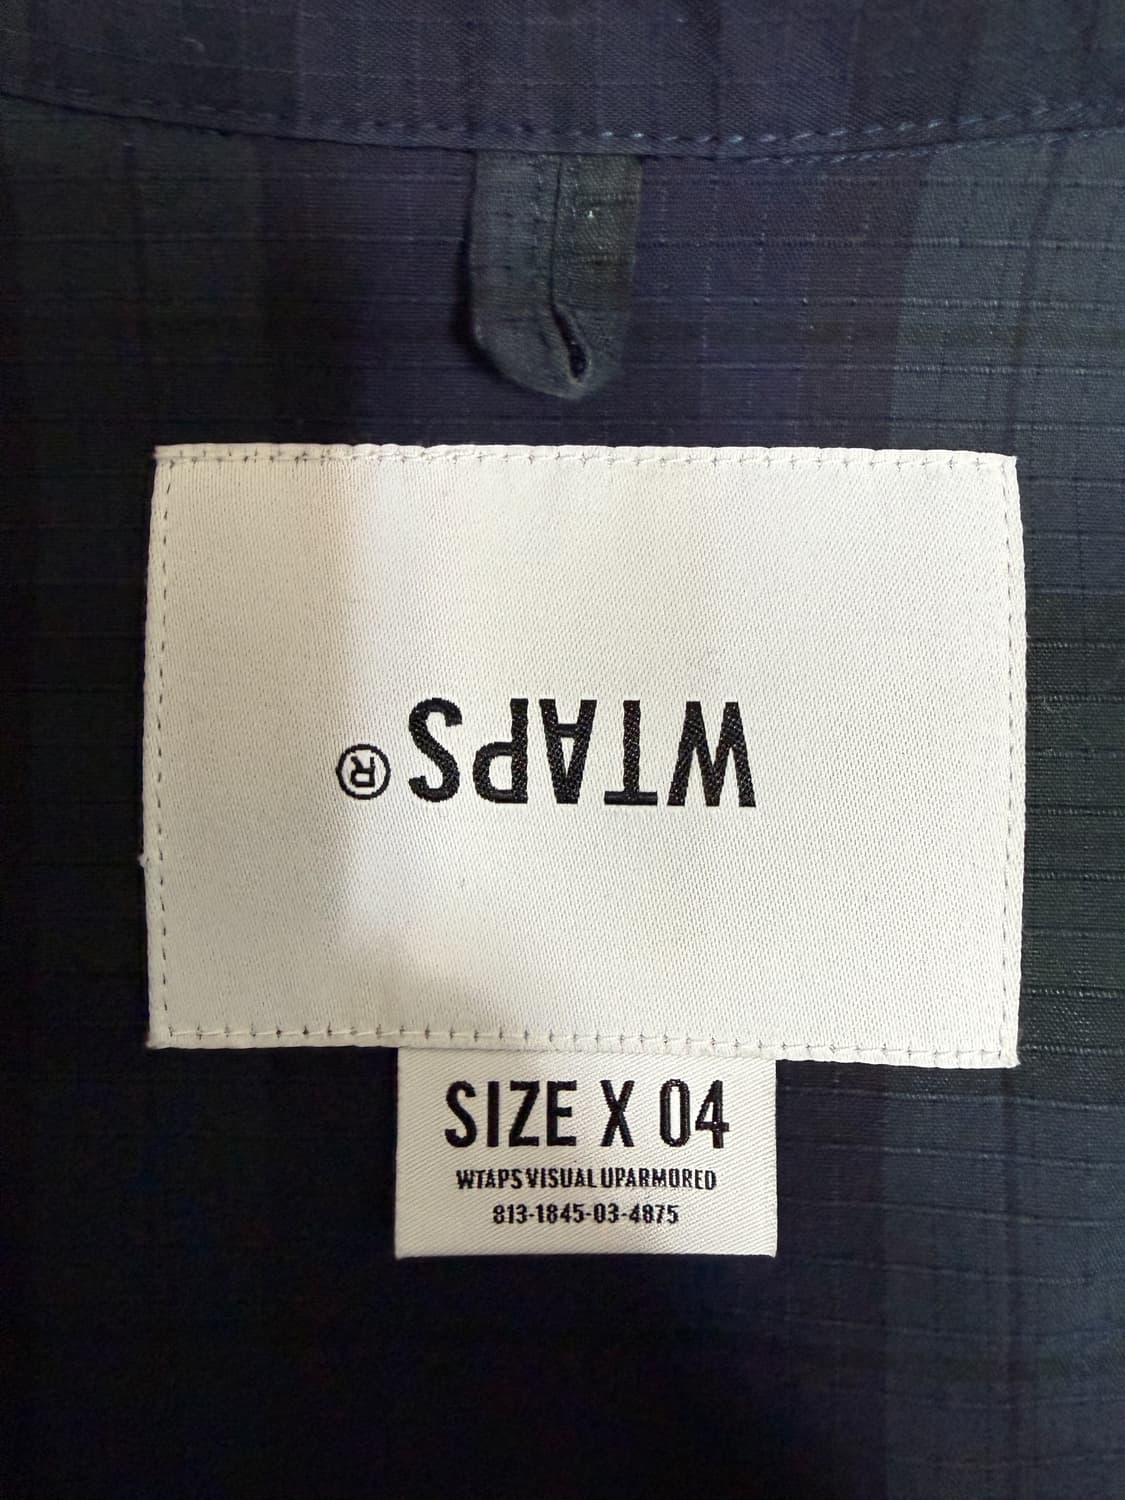 WTAPS®
SIZE X 04
WTAPS VISUAL UPARMORED
813-1845-03-4875